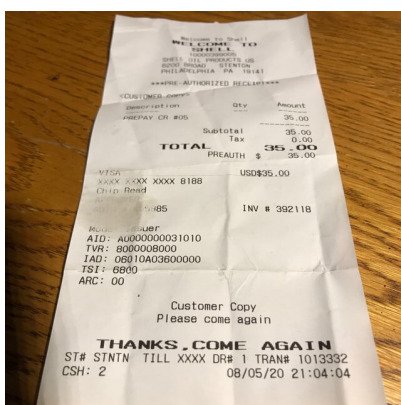 Welcome to Shell
WELCOME TO
SHELL
SHELL OIL PRODUCTS US
6200 BROAD STENTON
PHILADELPHIA PA 19141
***PRE-AUTHORIZED RECEIPT***
<CUSTOMER COPY>
Description Qty Amount
PREPAY CR #05 35.00
Subtotal 35.00
Tax 0.00
TOTAL 35.00
PREAUTH $ 35.00
VISA USD$35.00
XXXX XXXX XXXX 8188
Chip Read
INV # 392118
AID: A0000000031010
TVR: 8000008000
IAD: 06010A03600000
TSI: 6800
ARC: 00
Customer Copy
Please come again
THANKS,COME AGAIN
ST# STNTN TILL XXXX DR# 1 TRAN# 1013332
CSH: 2 08/05/20 21:04:04